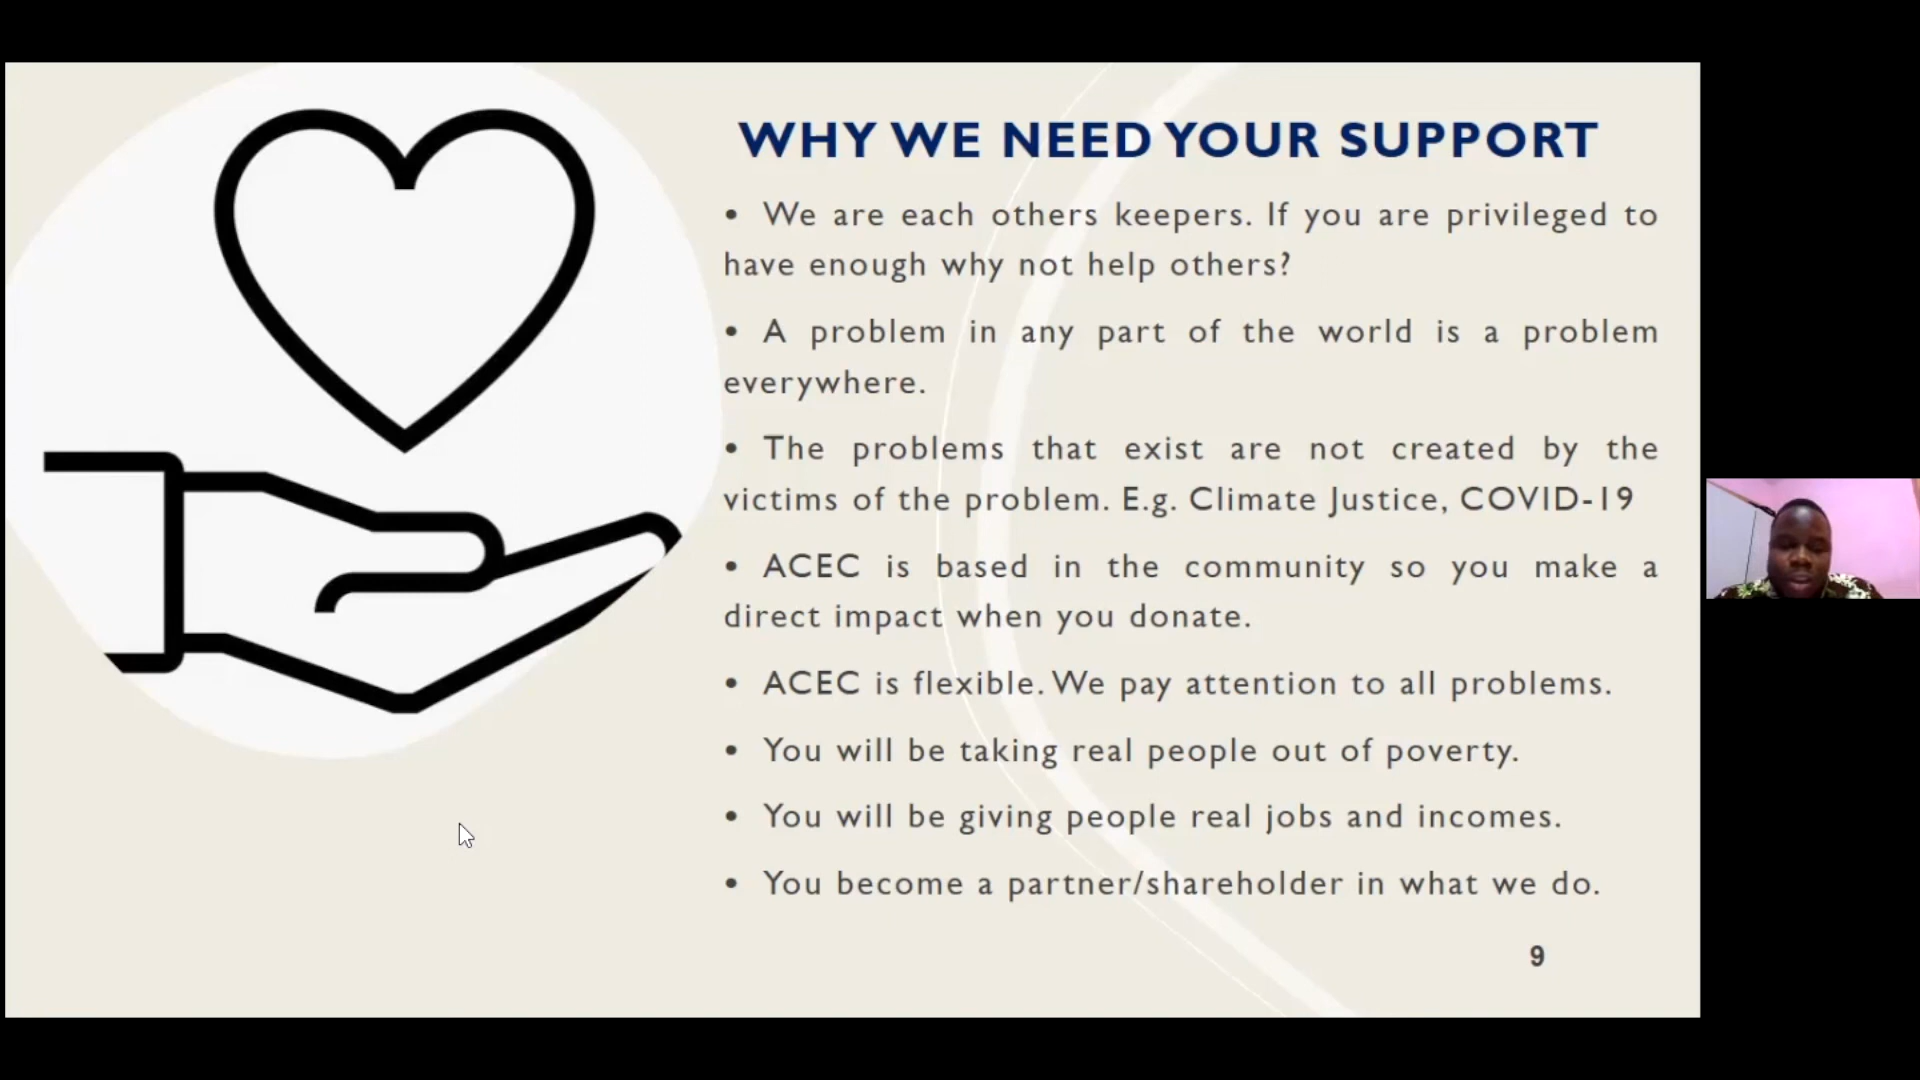 WHY WE NEED YOUR SUPPORT
• We are each others keepers. If you are privileged to
have enough why not help others?
• A problem in any part of the world is a problem
everywhere.
• The problems that exist are not created by the
victims of the problem. E.g. Climate Justice, COVID-19
• ACEC is based in the community so you make a
direct impact when you donate.
• ACEC is flexible. We pay attention to all problems.
• You will be taking real people out of poverty.
• You will be giving people real jobs and incomes.
• You become a partner/shareholder in what we do.
9